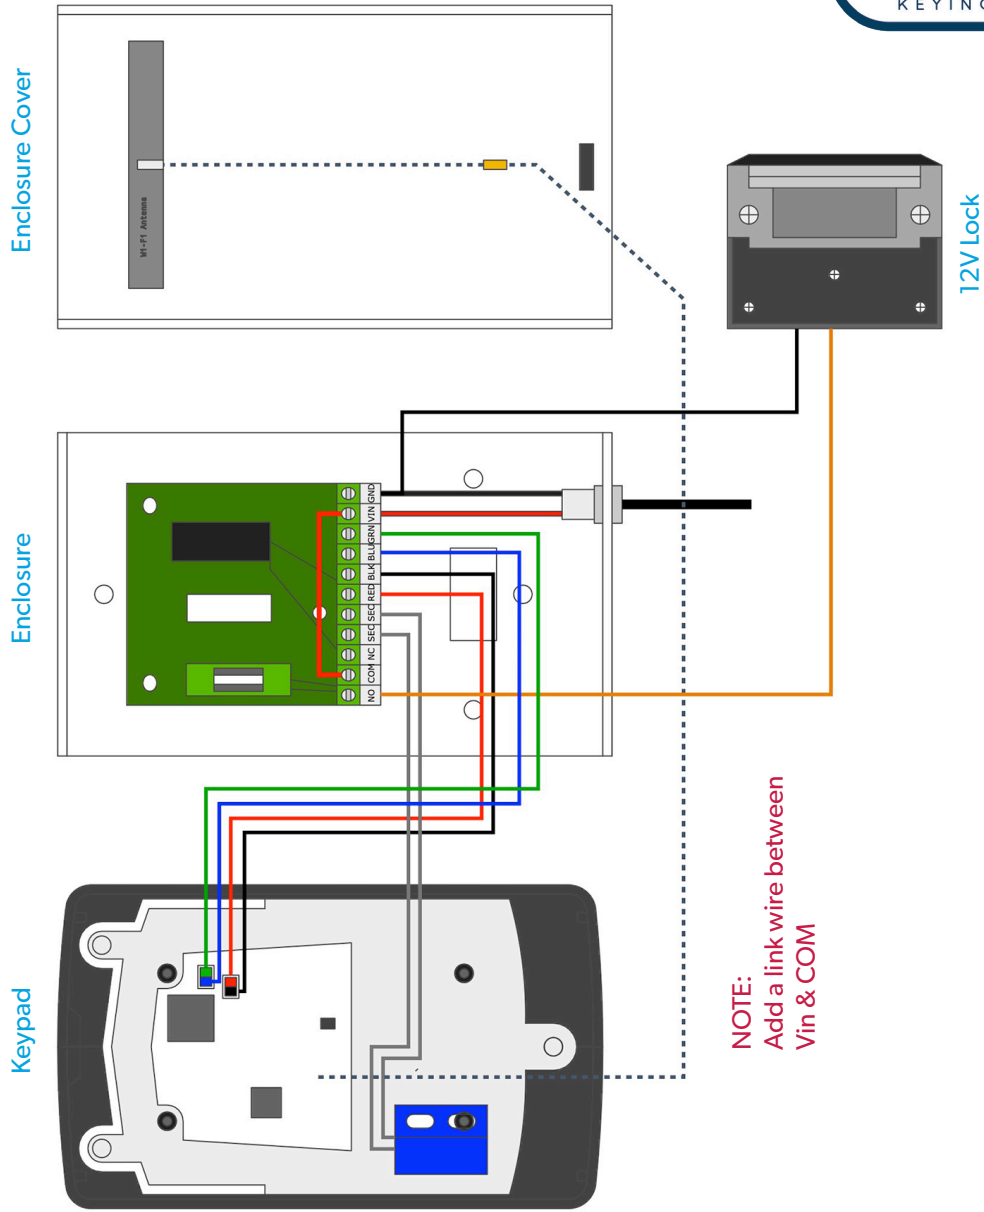 KEYING
Enclosure Cover
Wi-Fi Antenna
12V Lock
Enclosure
GND
VIN
GRN
BLU
BLK
RED
SEC
SEC
NC
COM
NO
Keypad
NOTE:
Add a link wire between
Vin & COM